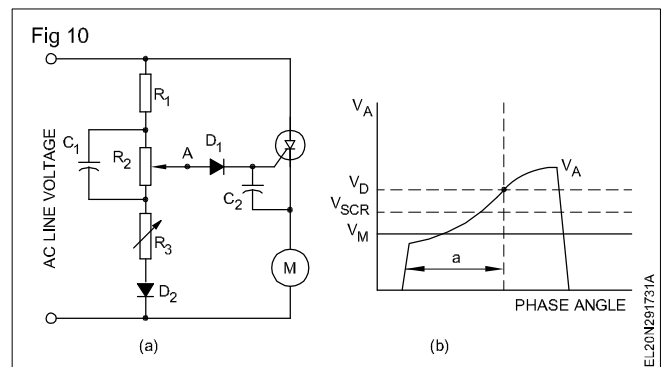 Fig 10
AC LINE VOLTAGE
R1
C1
R2
A
D1
C2
R3
D2
M
(a)
VA
VD
VSCR
VM
VA
a
PHASE ANGLE
(b)
EL20N291731A